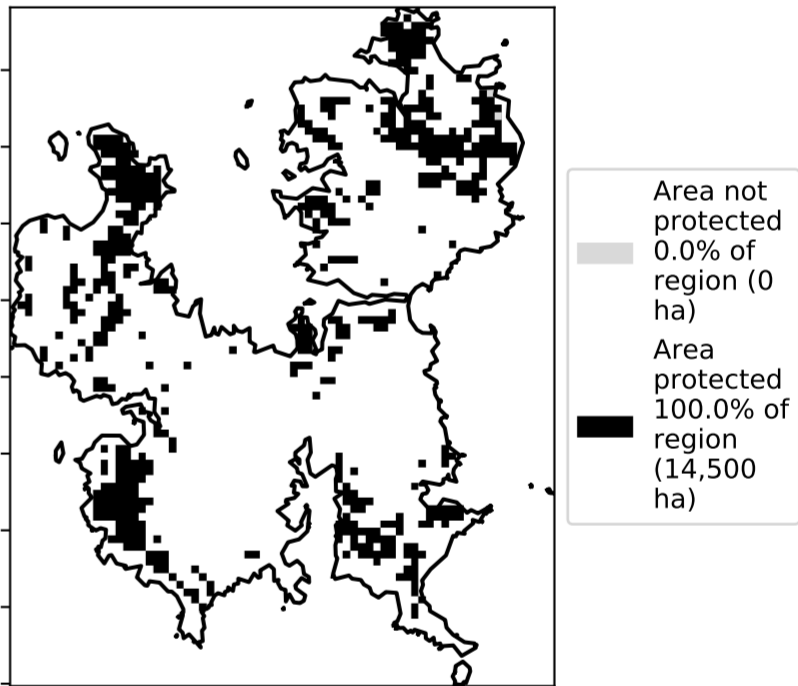 Area not
protected
0.0% of
region (0
ha)
Area
protected
100.0% of
region
(14,500
ha)